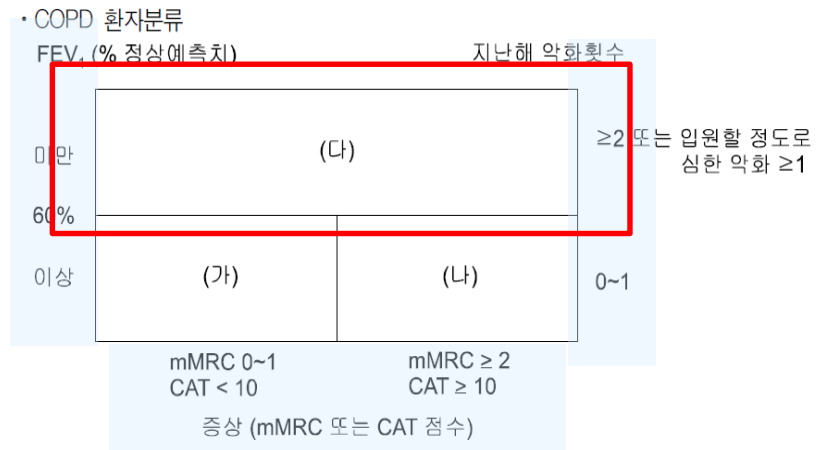 • COPD 환자분류
FEV₁ (% 정상예측치) 지난해 악화횟수
미만 (다) ≥2 또는 입원할 정도로
심한 악화 ≥1
60%
이상 (가) (나) 0~1
mMRC 0~1 mMRC ≥ 2
CAT < 10 CAT ≥ 10
증상 (mMRC 또는 CAT 점수)